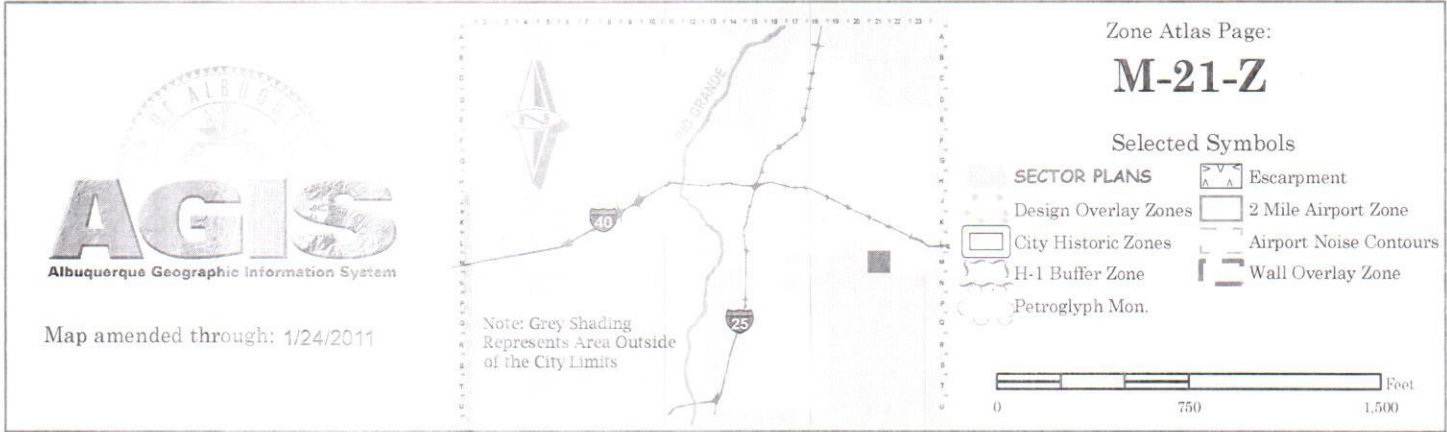 OF ALBUQUE
AGIS
Albuquerque Geographic Information System
Map amended through: 1/24/2011
RIO GRANDE
40
25
Note: Grey Shading
Represents Area Outside
of the City Limits
Zone Atlas Page:
M-21-Z
Selected Symbols
SECTOR PLANS
Design Overlay Zones
City Historic Zones
H-1 Buffer Zone
Petroglyph Mon.
Escarpment
2 Mile Airport Zone
Airport Noise Contours
Wall Overlay Zone
Feet
0 750 1,500